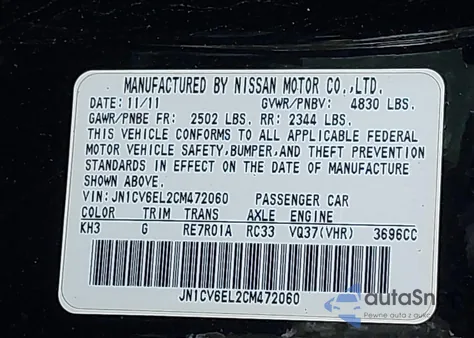 MANUFACTURED BY NISSAN MOTOR CO.,LTD.
DATE: 11/11 GVWR/PNBV: 4830 LBS.
GAWR/PNBE FR: 2502 LBS. RR: 2344 LBS.
THIS VEHICLE CONFORMS TO ALL APPLICABLE FEDERAL
MOTOR VEHICLE SAFETY, BUMPER, AND THEFT PREVENTION
STANDARDS IN EFFECT ON THE DATE OF MANUFACTURE
SHOWN ABOVE.
VIN: JN1CV6EL2CM472060 PASSENGER CAR
COLOR TRIM TRANS AXLE ENGINE
KH3 G RE7R01A RC33 VQ37(VHR) 3696CC
JN1CV6EL2CM472060
Pewne auta z aukcji